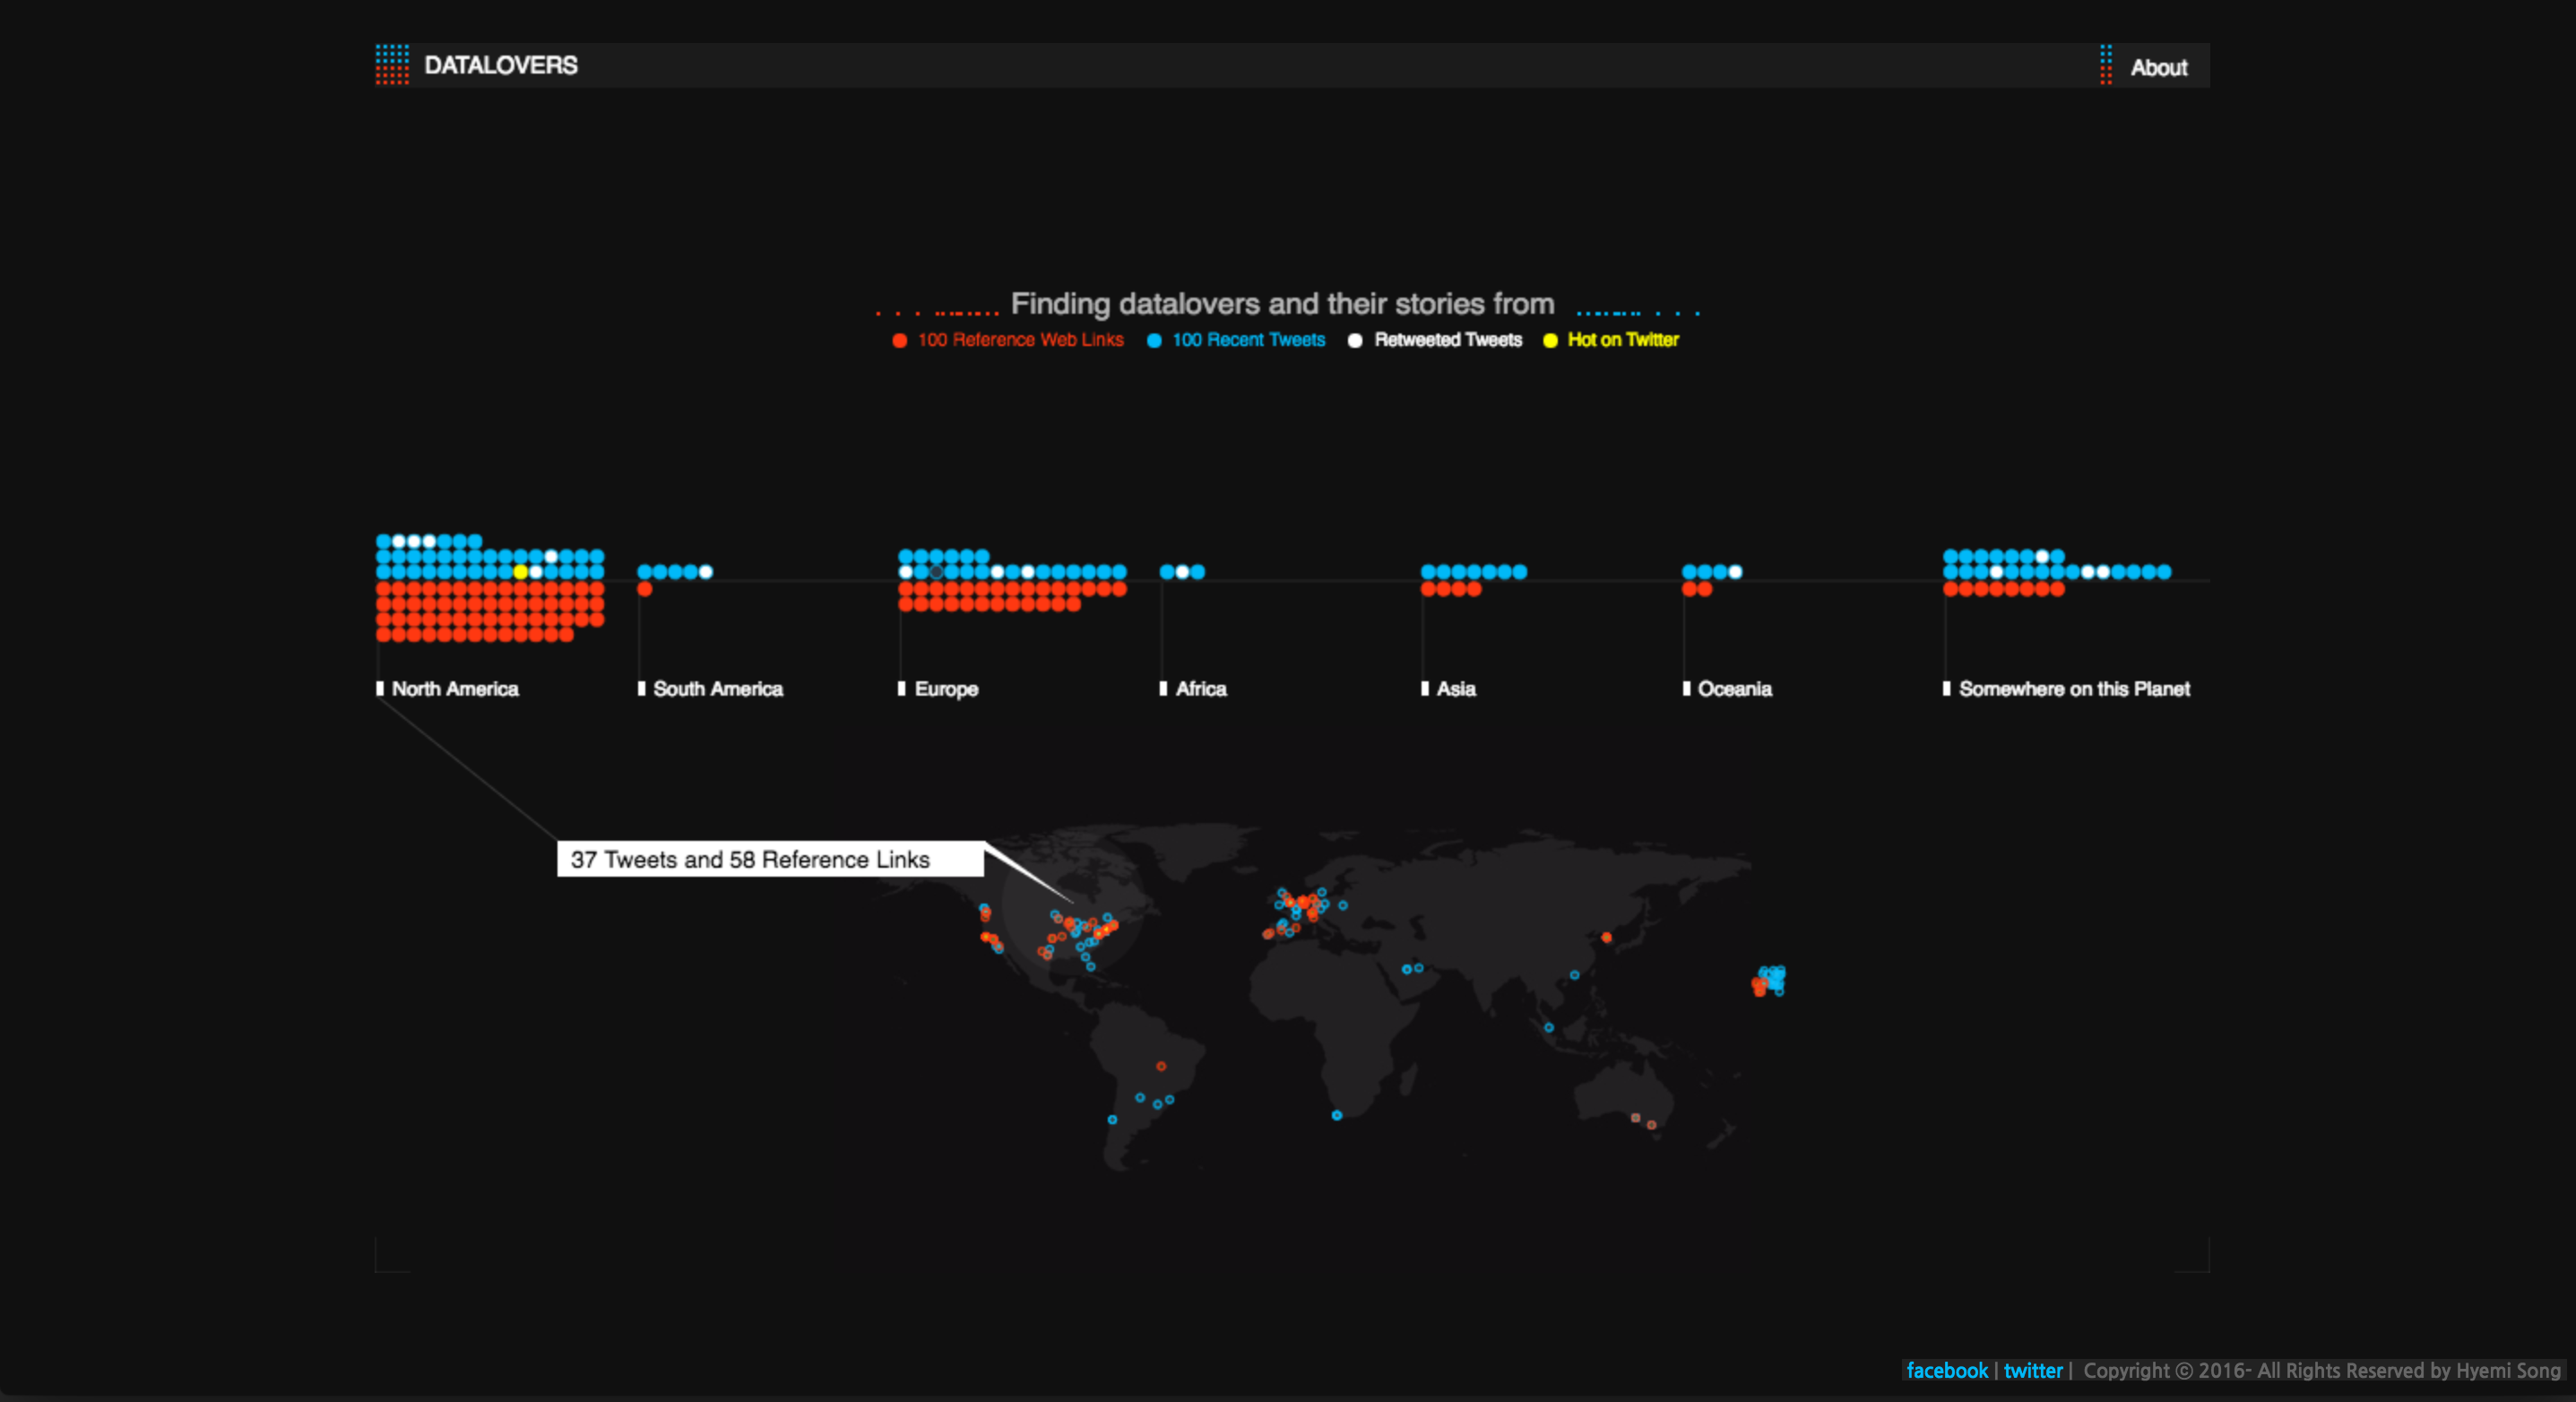 DATALOVERS
About
Finding datalovers and their stories from
100 Reference Web Links 100 Recent Tweets Retweeted Tweets Hot on Twitter
North America South America Europe Africa Asia Oceania Somewhere on this Planet
37 Tweets and 58 Reference Links
facebook | twitter | Copyright © 2016- All Rights Reserved by Hyemi Song